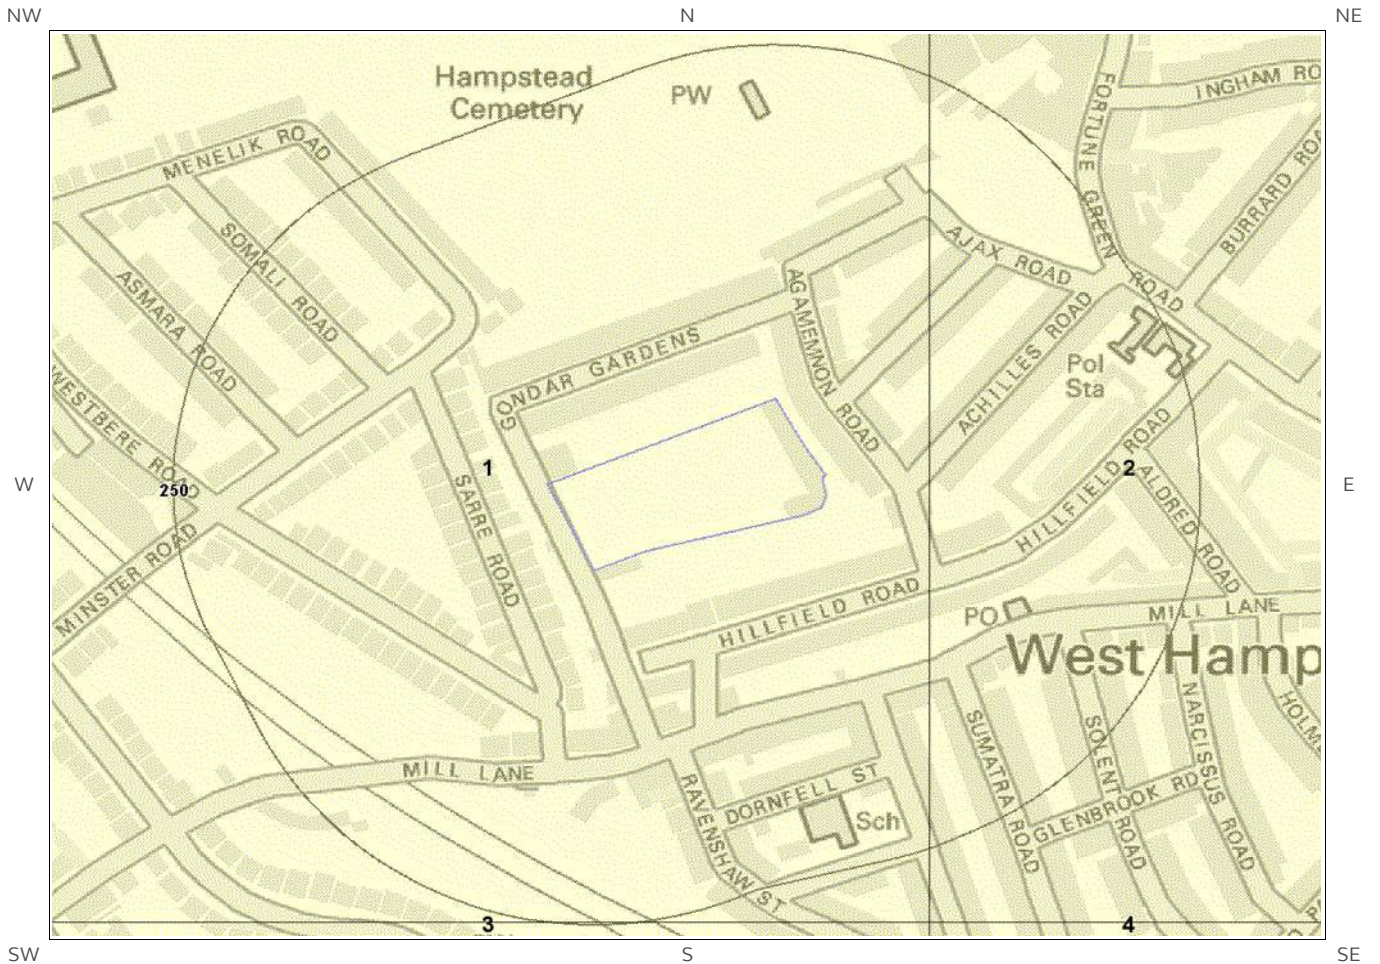 NW
N
NE
Hampstead
Cemetery
PW
FORTUNE GREEN ROAD
INGHAM RO
MENELIK ROAD
BURRARD ROA
SOMALI ROAD
AJAX ROAD
ASMARA ROAD
AGAMEMNON ROAD
ACHILLES ROAD
GONDAR GARDENS
Pol
Sta
WESTBERE ROAD
W
250
1
2
E
SARRE ROAD
HILLFIELD ROAD
ALDRED ROAD
MINSTER ROAD
HILLFIELD ROAD
PO
MILL LANE
West Hamp
SUMATRA ROAD
SOLENT ROAD
NARCISSUS ROAD
HOLM
MILL LANE
RAVENSHAW ST
DORNFELL ST
Sch
GLENBROOK RD
3
4
SW
S
SE